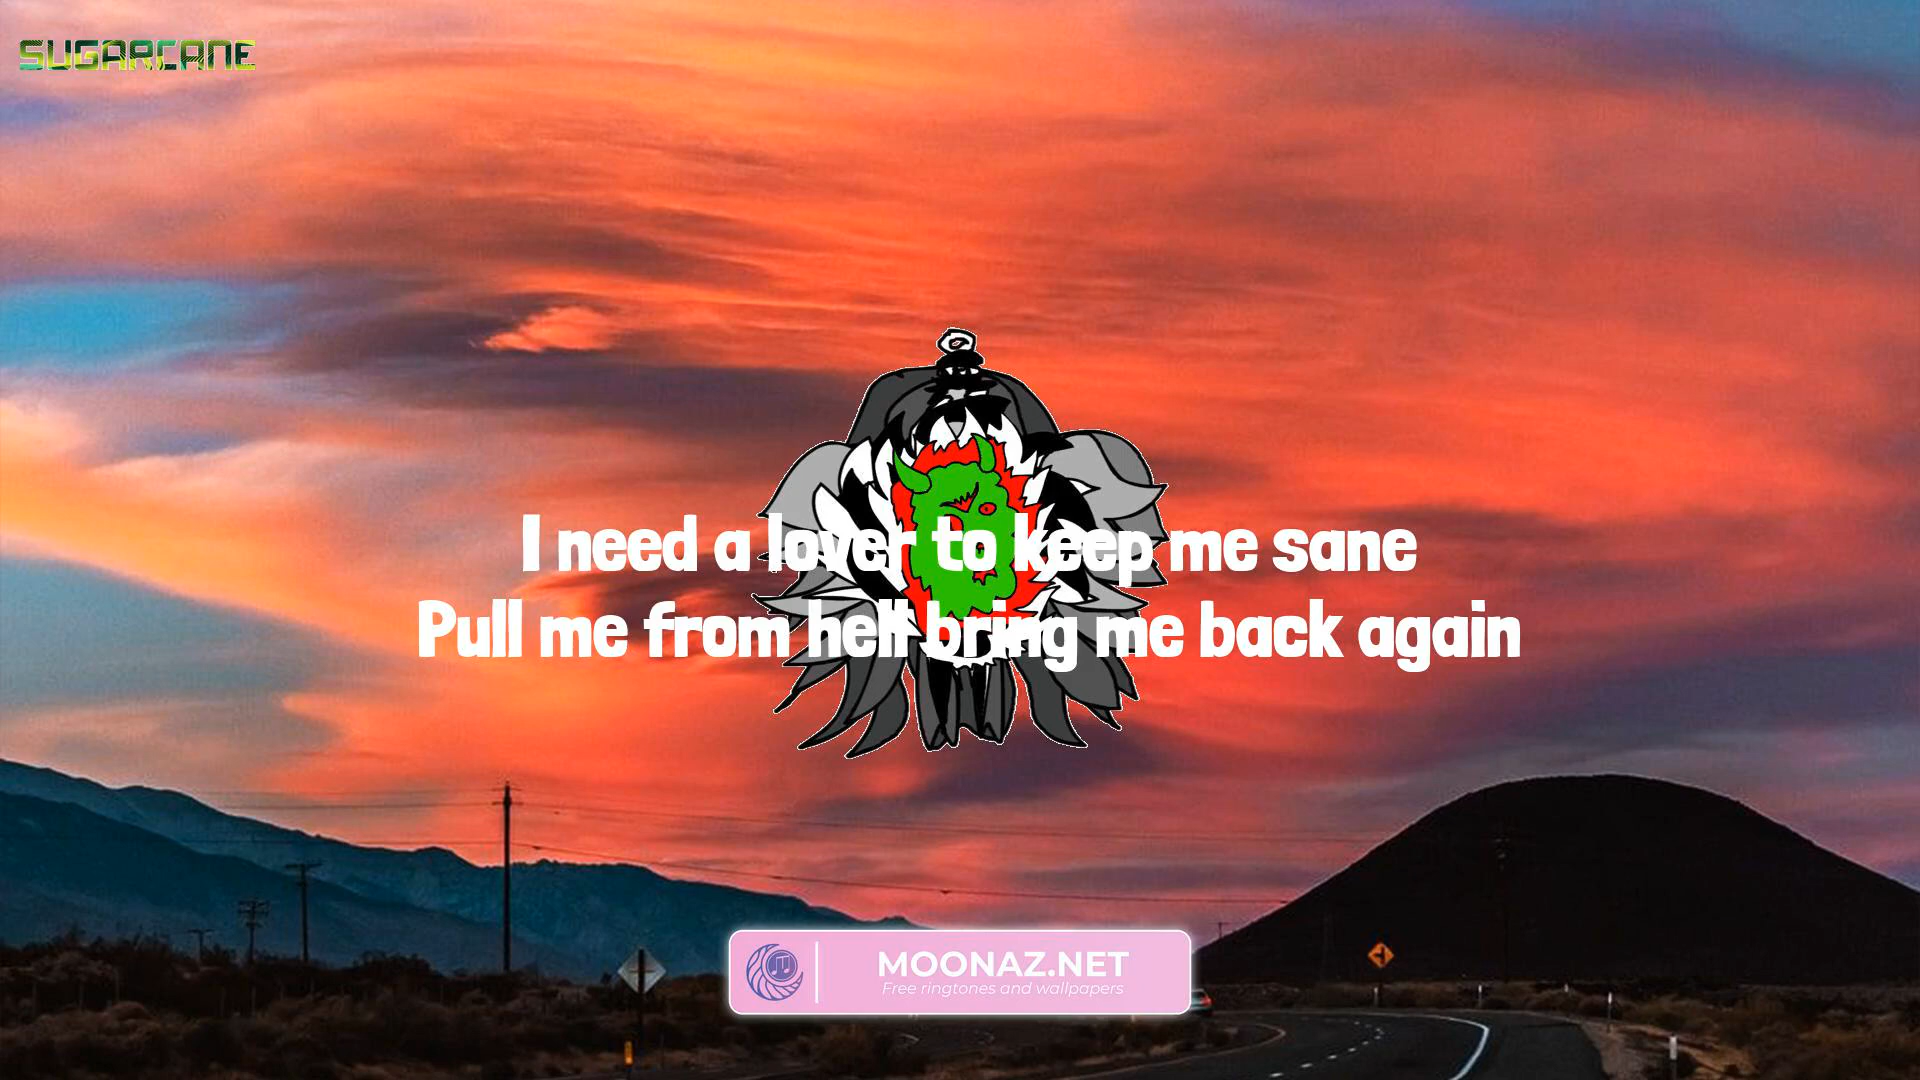 SUGARCANE
I need a lover to keep me sane
Pull me from hell bring me back again
MOONAZ.NET
Free ringtones and wallpapers